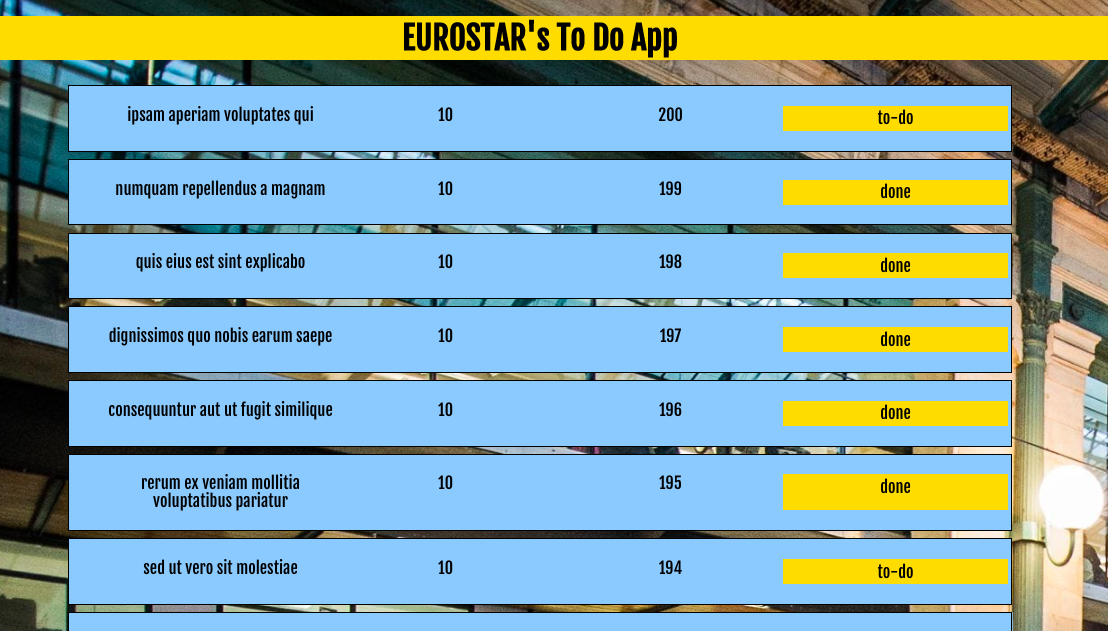 EUROSTAR's To Do App
ipsam aperiam voluptates qui 10 200 to-do
numquam repellendus a magnam 10 199 done
quis eius est sint explicabo 10 198 done
dignissimos quo nobis earum saepe 10 197 done
consequuntur aut ut fugit similique 10 196 done
rerum ex veniam mollitia 10 195 done
voluptatibus pariatur
sed ut vero sit molestiae 10 194 to-do